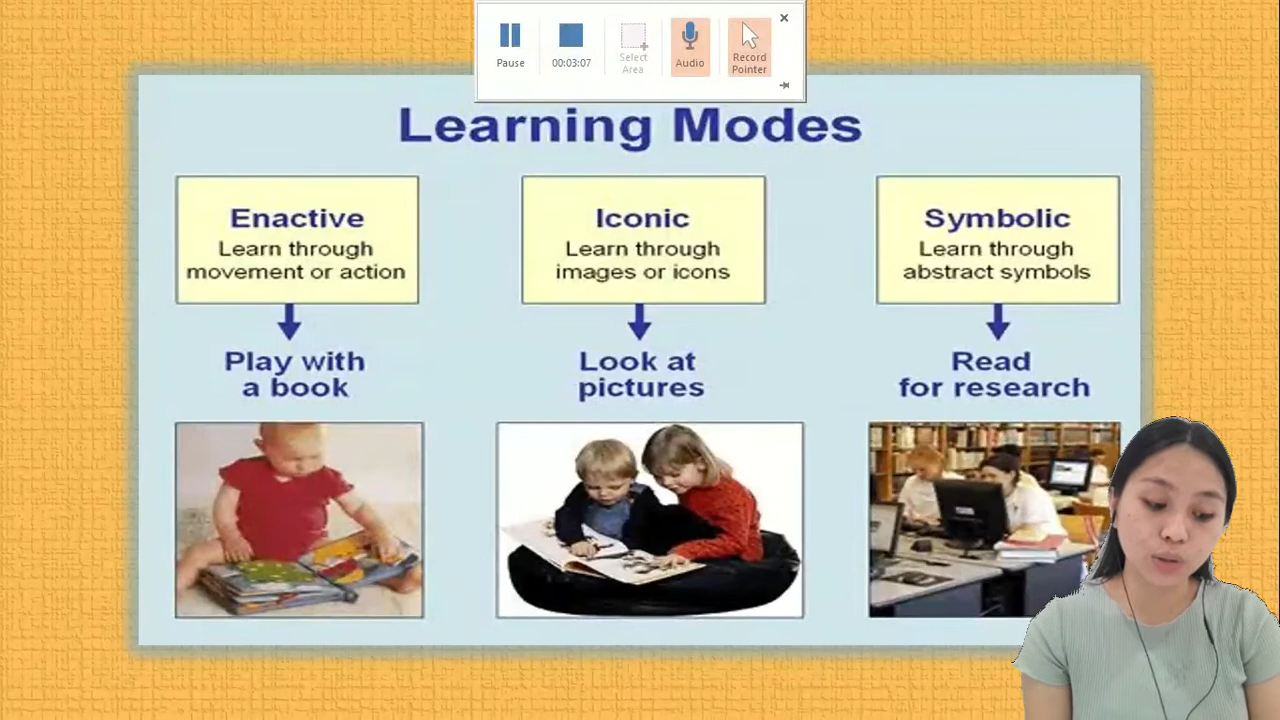 Pause
00:03:07
Select
Area
Audio
Record
Pointer
Learning Modes
Enactive
Learn through
movement or action
Iconic
Learn through
images or icons
Symbolic
Learn through
abstract symbols
Play with
a book
Look at
pictures
Read
for research